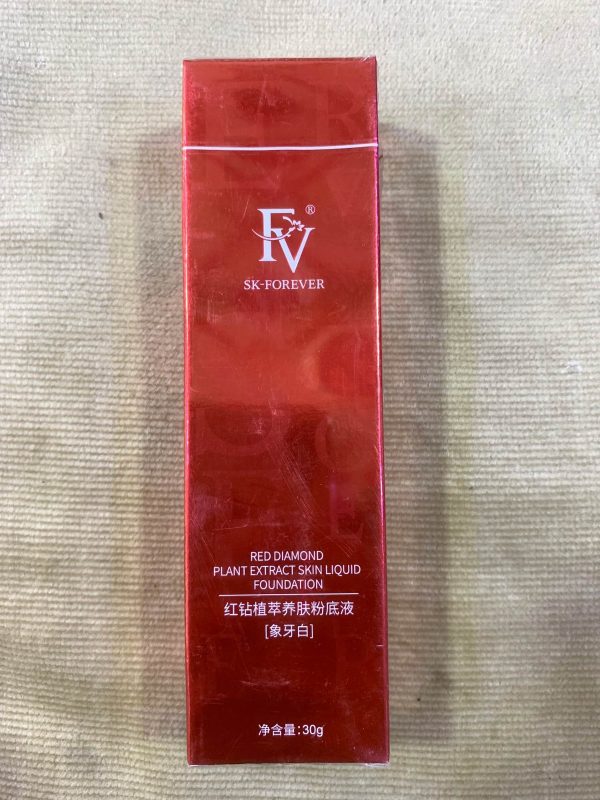 FV®
SK-FOREVER
RED DIAMOND
PLANT EXTRACT SKIN LIQUID
FOUNDATION
红钻植萃养肤粉底液
[象牙白]
净含量:30g